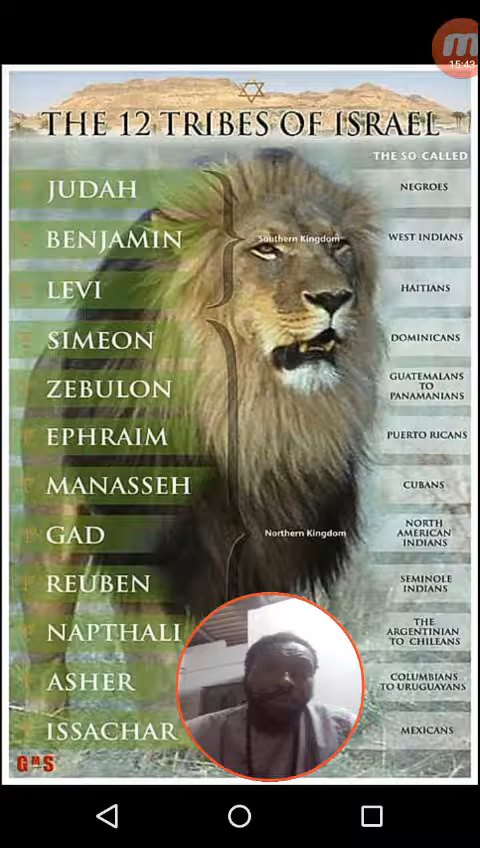 15:43
THE 12 TRIBES OF ISRAEL
THE SO CALLED
JUDAH
NEGROES
BENJAMIN
Southern Kingdom
WEST INDIANS
LEVI
HAITIANS
SIMEON
DOMINICANS
ZEBULON
GUATEMALANS
TO
PANAMANIANS
EPHRAIM
PUERTO RICANS
MANASSEH
CUBANS
GAD
Northern Kingdom
NORTH
AMERICAN
INDIANS
REUBEN
SEMINOLE
INDIANS
NAPTHALI
THE
ARGENTINIAN
TO CHILEANS
ASHER
COLUMBIANS
TO URUGUAYANS
ISSACHAR
MEXICANS
GMS